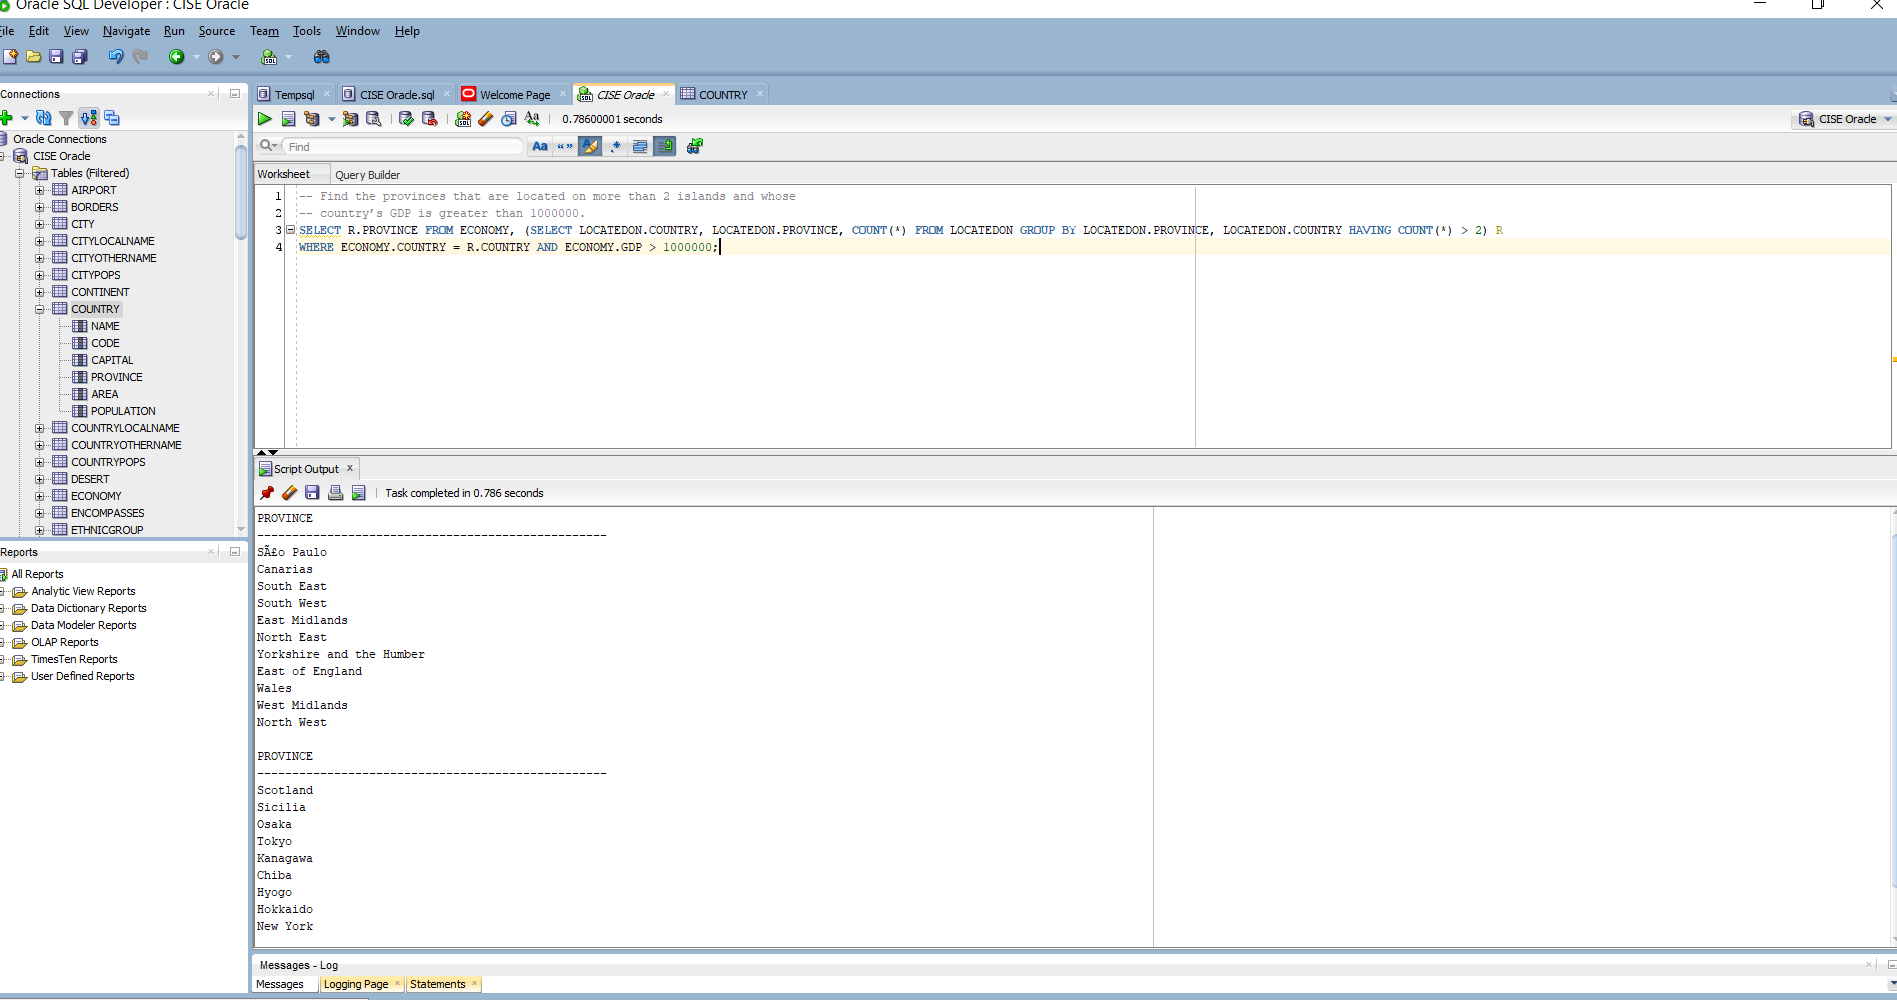 Oracle SQL Developer : CISE Oracle
File Edit View Navigate Run Source Team Tools Window Help
Connections
Oracle Connections
CISE Oracle
Tables (Filtered)
AIRPORT
BORDERS
CITY
CITYLOCALNAME
CITYOTHERNAME
CITYPOPS
CONTINENT
COUNTRY
NAME
CODE
CAPITAL
PROVINCE
AREA
POPULATION
COUNTRYLOCALNAME
COUNTRYOTHERNAME
COUNTRYPOPS
DESERT
ECONOMY
ENCOMPASSES
ETHNICGROUP
Reports
All Reports
Analytic View Reports
Data Dictionary Reports
Data Modeler Reports
OLAP Reports
TimesTen Reports
User Defined Reports
Tempsql CISE Oracle.sql Welcome Page CISE Oracle COUNTRY
0.78600001 seconds
CISE Oracle
Find
Aa “ ” .*
Worksheet Query Builder
1 -- Find the provinces that are located on more than 2 islands and whose
2 -- country's GDP is greater than 1000000.
3 SELECT R.PROVINCE FROM ECONOMY, (SELECT LOCATEDON.COUNTRY, LOCATEDON.PROVINCE, COUNT(*) FROM LOCATEDON GROUP BY LOCATEDON.PROVINCE, LOCATEDON.COUNTRY HAVING COUNT(*) > 2) R
4 WHERE ECONOMY.COUNTRY = R.COUNTRY AND ECONOMY.GDP > 1000000;
Script Output x
Task completed in 0.786 seconds
PROVINCE
--------------------------------------------------
SÃ£o Paulo
Canarias
South East
South West
East Midlands
North East
Yorkshire and the Humber
East of England
Wales
West Midlands
North West
PROVINCE
--------------------------------------------------
Scotland
Sicilia
Osaka
Tokyo
Kanagawa
Chiba
Hyogo
Hokkaido
New York
Messages - Log
Messages Logging Page Statements